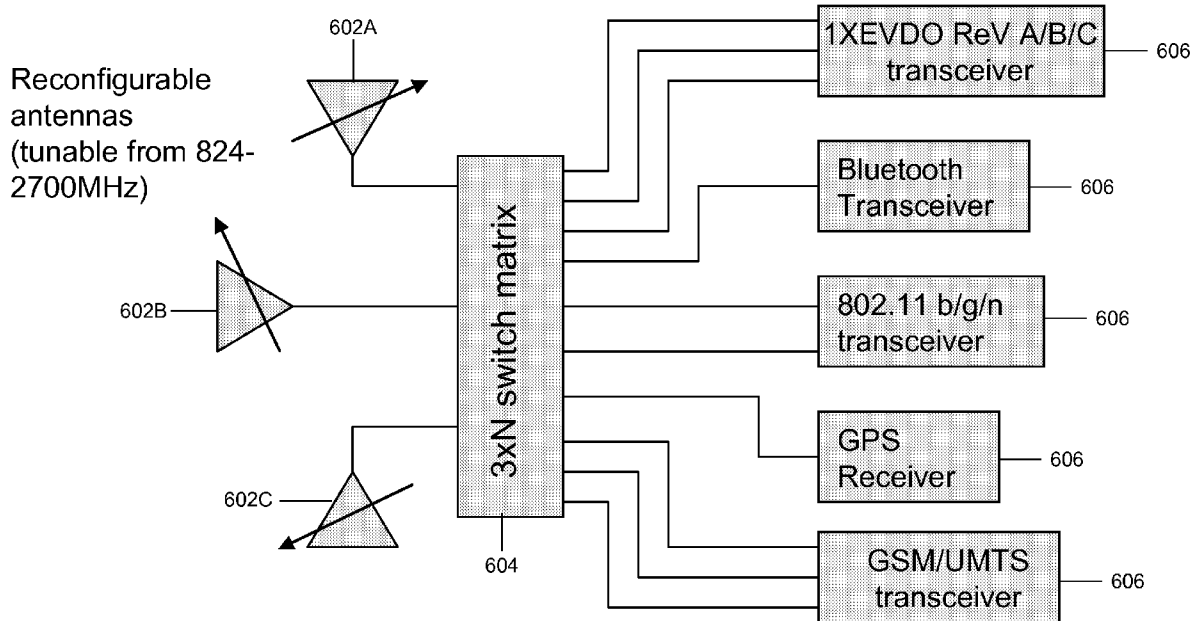 602A
Reconfigurable
antennas
(tunable from 824-
2700MHz)
602B
602C
3xN switch matrix
604
1XEVDO ReV A/B/C
transceiver
606
Bluetooth
Transceiver
606
802.11 b/g/n
transceiver
606
GPS
Receiver
606
GSM/UMTS
transceiver
606